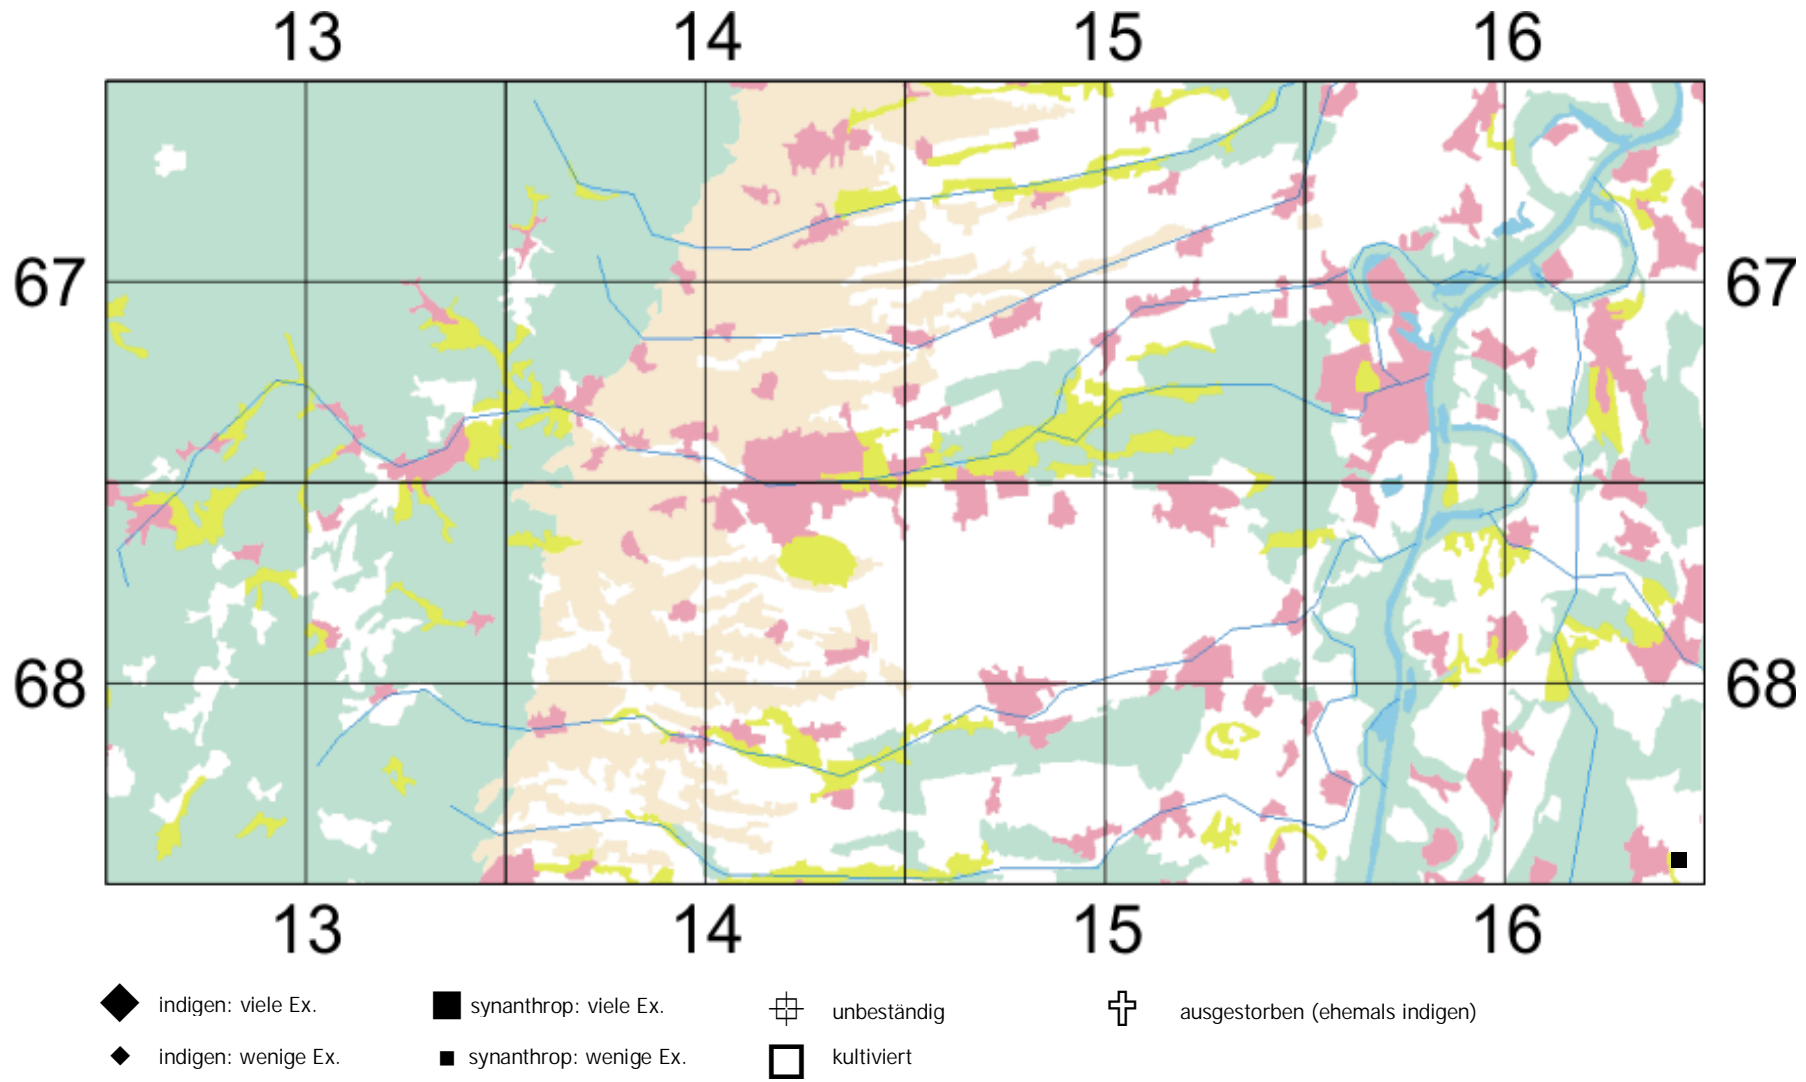 13 14 15 16
67 67
68 68
13 14 15 16
indigen: viele Ex. synanthrop: viele Ex. unbeständig ausgestorben (ehemals indigen)
indigen: wenige Ex. synanthrop: wenige Ex. kultiviert